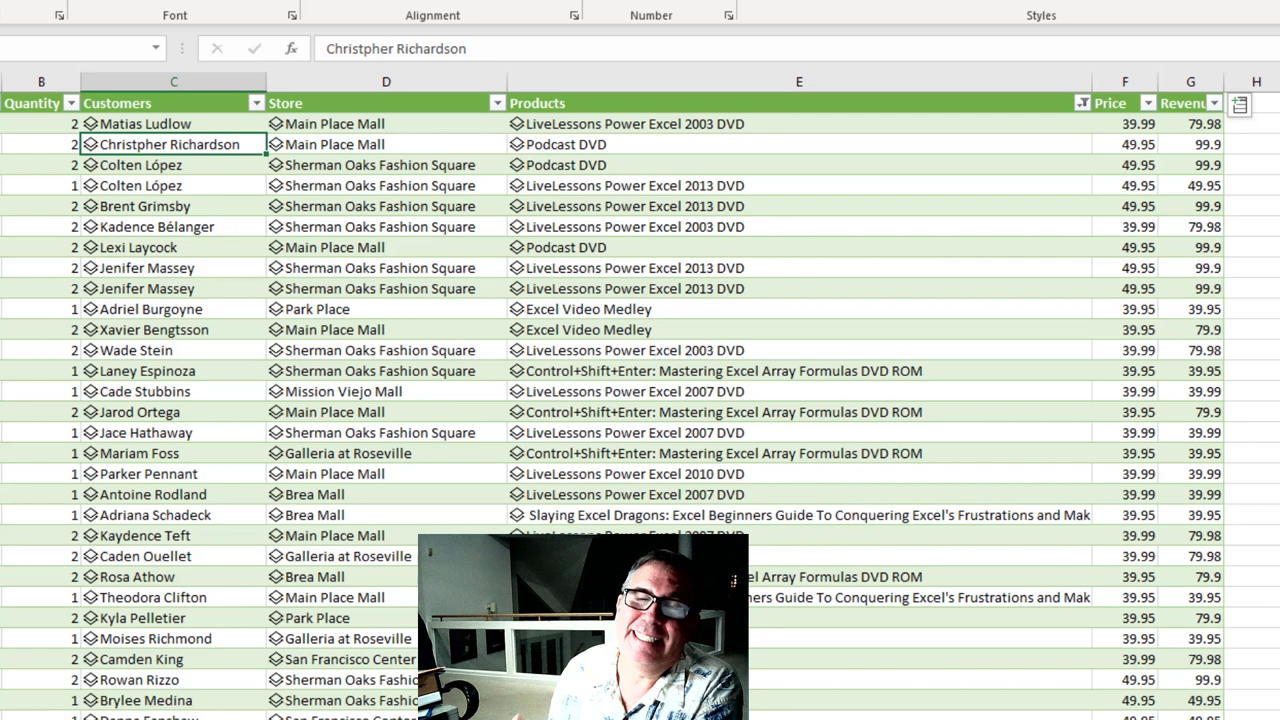 Font Alignment Number Styles
fx Christpher Richardson
B C D E F G H
Quantity Customers Store Products Price Revenu
2 Matias Ludlow Main Place Mall LiveLessons Power Excel 2003 DVD 39.99 79.98
2 Christpher Richardson Main Place Mall Podcast DVD 49.95 99.9
2 Colten López Sherman Oaks Fashion Square Podcast DVD 49.95 99.9
1 Colten López Sherman Oaks Fashion Square LiveLessons Power Excel 2013 DVD 49.95 49.95
2 Brent Grimsby Sherman Oaks Fashion Square LiveLessons Power Excel 2013 DVD 49.95 99.9
2 Kadence Bélanger Sherman Oaks Fashion Square LiveLessons Power Excel 2003 DVD 39.99 79.98
2 Lexi Laycock Main Place Mall Podcast DVD 49.95 99.9
2 Jenifer Massey Sherman Oaks Fashion Square LiveLessons Power Excel 2013 DVD 49.95 99.9
2 Jenifer Massey Sherman Oaks Fashion Square LiveLessons Power Excel 2013 DVD 49.95 99.9
1 Adriel Burgoyne Park Place Excel Video Medley 39.95 39.95
2 Xavier Bengtsson Main Place Mall Excel Video Medley 39.95 79.9
2 Wade Stein Sherman Oaks Fashion Square LiveLessons Power Excel 2003 DVD 39.99 79.98
1 Laney Espinoza Sherman Oaks Fashion Square Control+Shift+Enter: Mastering Excel Array Formulas DVD ROM 39.95 39.95
1 Cade Stubbins Mission Viejo Mall LiveLessons Power Excel 2007 DVD 39.99 39.99
2 Jarod Ortega Main Place Mall Control+Shift+Enter: Mastering Excel Array Formulas DVD ROM 39.95 79.9
1 Jace Hathaway Sherman Oaks Fashion Square LiveLessons Power Excel 2007 DVD 39.99 39.99
1 Mariam Foss Galleria at Roseville Control+Shift+Enter: Mastering Excel Array Formulas DVD ROM 39.95 39.95
1 Parker Pennant Main Place Mall LiveLessons Power Excel 2010 DVD 39.99 39.99
1 Antoine Rodland Brea Mall LiveLessons Power Excel 2007 DVD 39.99 39.99
1 Adriana Schadeck Brea Mall Slaying Excel Dragons: Excel Beginners Guide To Conquering Excel's Frustrations and Mak 39.95 39.95
2 Kaydence Teft Main Place Mall LiveLessons Power Excel 2007 DVD 39.99 79.98
2 Caden Ouellet Galleria at Roseville 39.99 79.98
2 Rosa Athow Brea Mall el Array Formulas DVD ROM 39.95 79.9
1 Theodora Clifton Main Place Mall ners Guide To Conquering Excel's Frustrations and Mak 39.95 39.95
2 Kyla Pelletier Park Place 39.95 79.9
1 Moises Richmond Galleria at Roseville 39.95 39.95
2 Camden King San Francisco Center 39.99 79.98
2 Rowan Rizzo Sherman Oaks 49.95 99.9
1 Brylee Medina Sherman Oaks 49.95 49.95